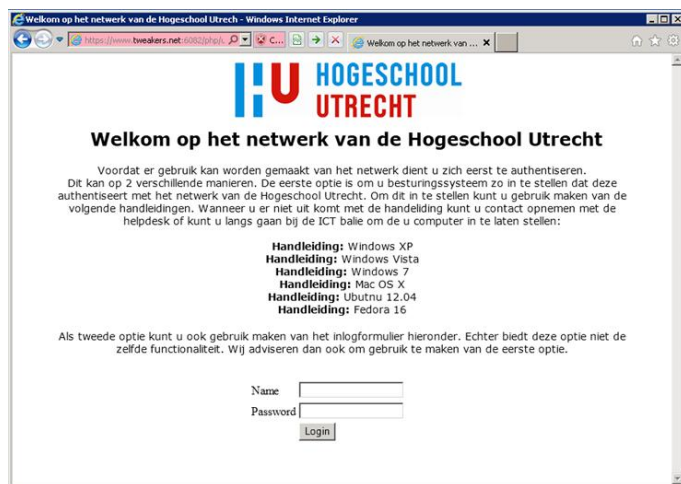 Welkom op het netwerk van de Hogeschool Utrech - Windows Internet Explorer
https://www.tweakers.net:6082/php/u
C...
Welkom op het netwerk van ...
HOGESCHOOL
UTRECHT
Welkom op het netwerk van de Hogeschool Utrecht
Voordat er gebruik kan worden gemaakt van het netwerk dient u zich eerst te authentiseren.
Dit kan op 2 verschillende manieren. De eerste optie is om u besturingssysteem zo in te stellen dat deze
authentiseert met het netwerk van de Hogeschool Utrecht. Om dit in te stellen kunt u gebruik maken van de
volgende handleidingen. Wanneer u er niet uit komt met de handeliding kunt u contact opnemen met de
helpdesk of kunt u langs gaan bij de ICT balie om de u computer in te laten stellen:
Handleiding: Windows XP
Handleiding: Windows Vista
Handleiding: Windows 7
Handleiding: Mac OS X
Handleiding: Ubutnu 12.04
Handleiding: Fedora 16
Als tweede optie kunt u ook gebruik maken van het inlogformulier hieronder. Echter biedt deze optie niet de
zelfde functionaliteit. Wij adviseren dan ook om gebruik te maken van de eerste optie.
Name
Password
Login